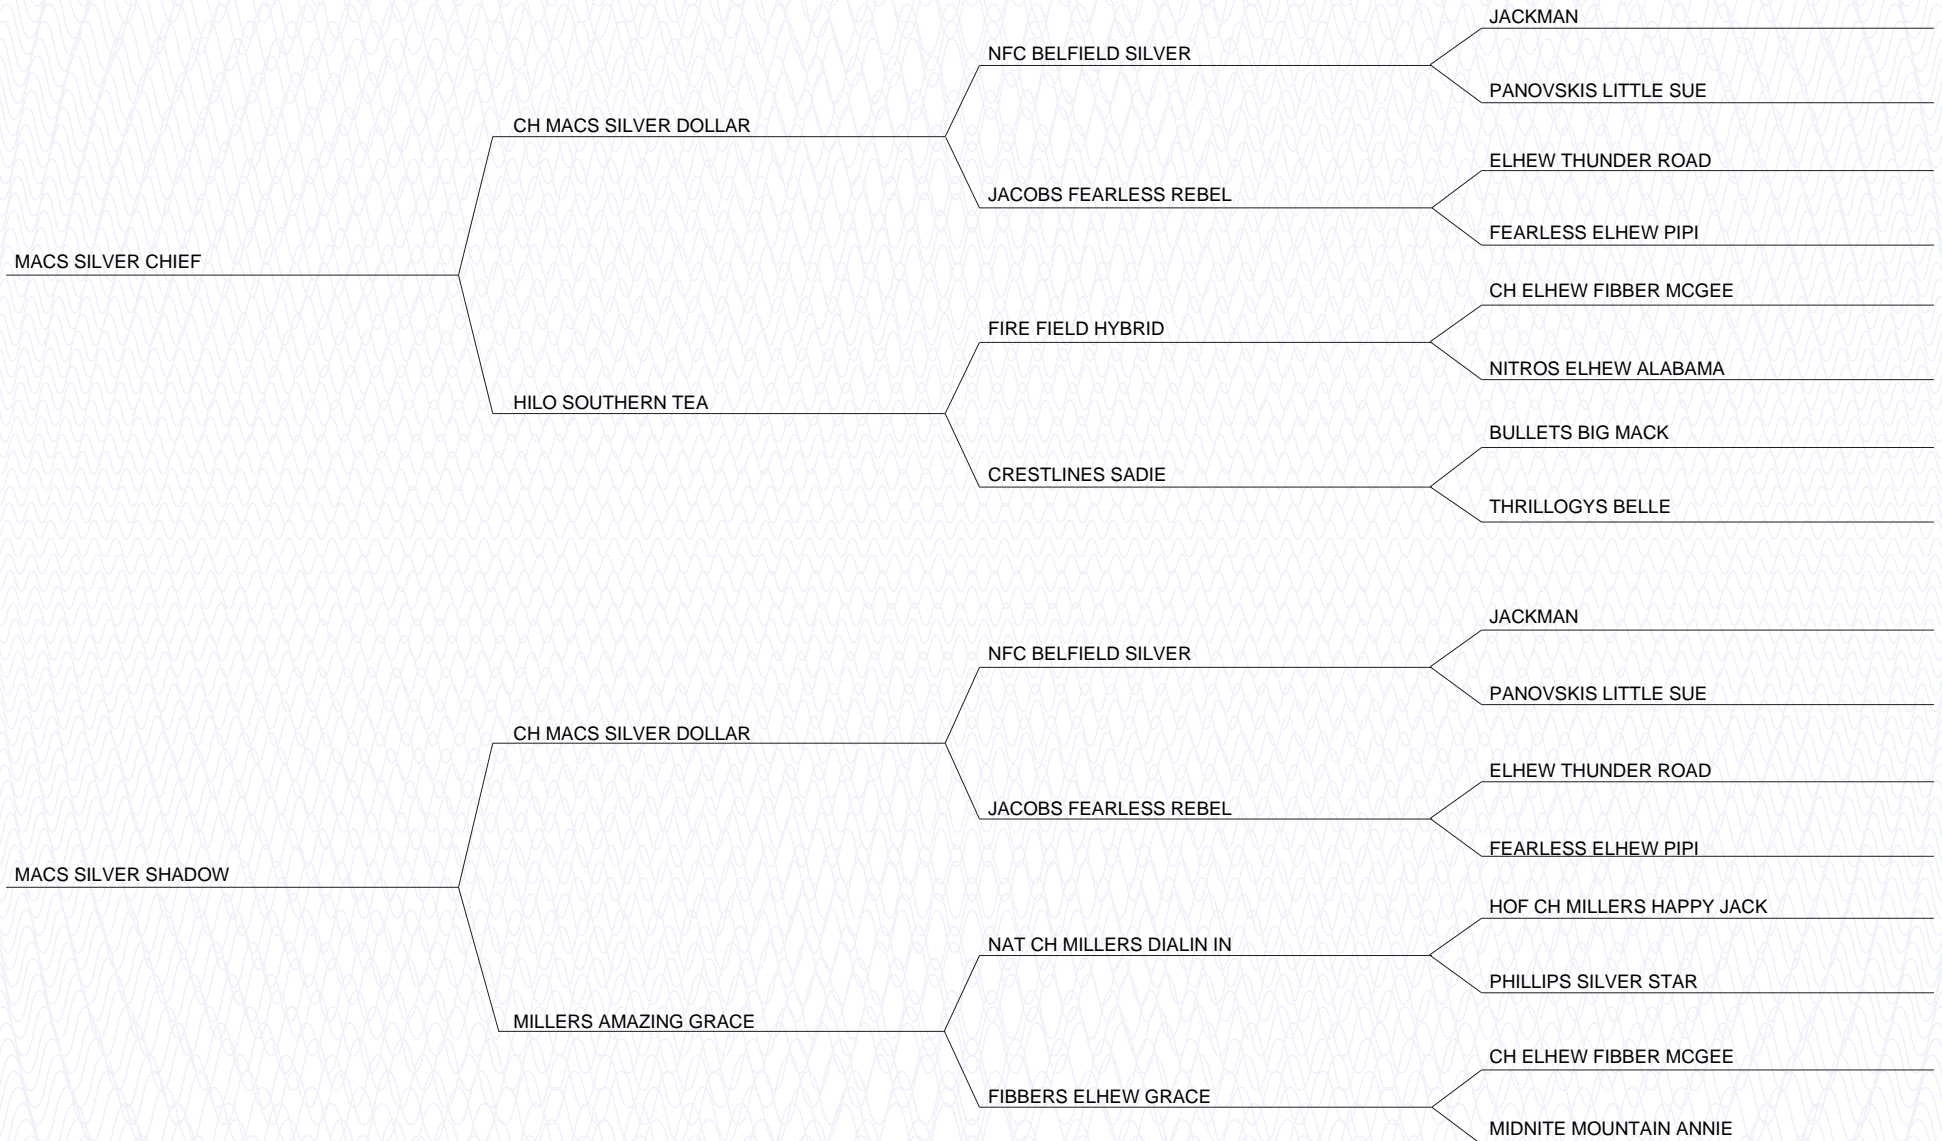 JACKMAN
NFC BELFIELD SILVER
PANOVSKIS LITTLE SUE
CH MACS SILVER DOLLAR
ELHEW THUNDER ROAD
JACOBS FEARLESS REBEL
FEARLESS ELHEW PIPI
MACS SILVER CHIEF
CH ELHEW FIBBER MCGEE
FIRE FIELD HYBRID
NITROS ELHEW ALABAMA
HILO SOUTHERN TEA
BULLETS BIG MACK
CRESTLINES SADIE
THRILLOGYS BELLE
JACKMAN
NFC BELFIELD SILVER
PANOVSKIS LITTLE SUE
CH MACS SILVER DOLLAR
ELHEW THUNDER ROAD
JACOBS FEARLESS REBEL
FEARLESS ELHEW PIPI
MACS SILVER SHADOW
HOF CH MILLERS HAPPY JACK
NAT CH MILLERS DIALIN IN
PHILLIPS SILVER STAR
MILLERS AMAZING GRACE
CH ELHEW FIBBER MCGEE
FIBBERS ELHEW GRACE
MIDNITE MOUNTAIN ANNIE